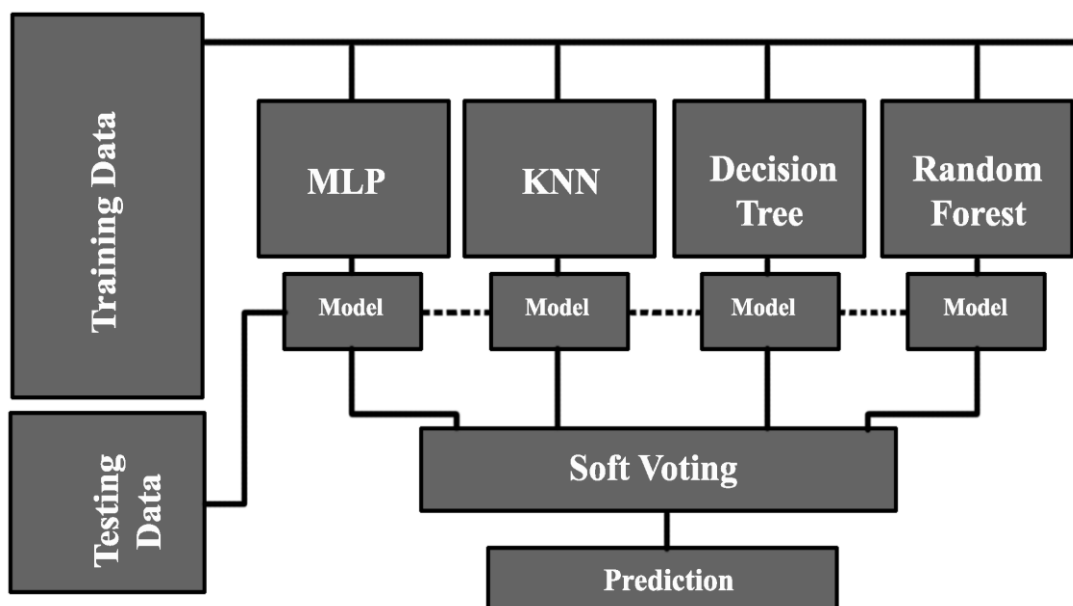 Training Data
MLP
KNN
Decision
Tree
Random
Forest
Model
Model
Model
Model
Testing
Data
Soft Voting
Prediction